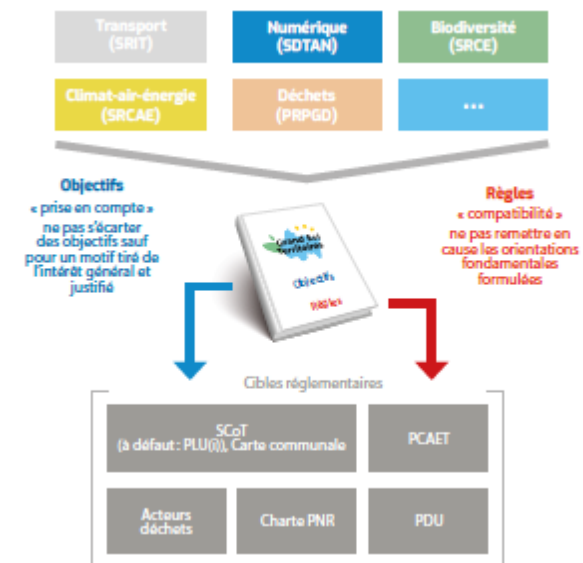 Transport
(SRIT)
Numérique
(SDTAN)
Biodiversité
(SRCE)
Climat-air-énergie
(SRCAE)
Déchets
(PRPGD)
...
Objectifs
« prise en compte »
ne pas s'écarter
des objectifs sauf
pour un motif tiré de
l'intérêt général et
justifié
Règles
« compatibilité »
ne pas remettre en
cause les orientations
fondamentales
formulées
Grand Est
Territoires
Objectifs
Règles
Cibles réglementaires
SCoT
(à défaut : PLU(i)), Carte communale
PCAET
Acteurs
déchets
Charte PNR
PDU